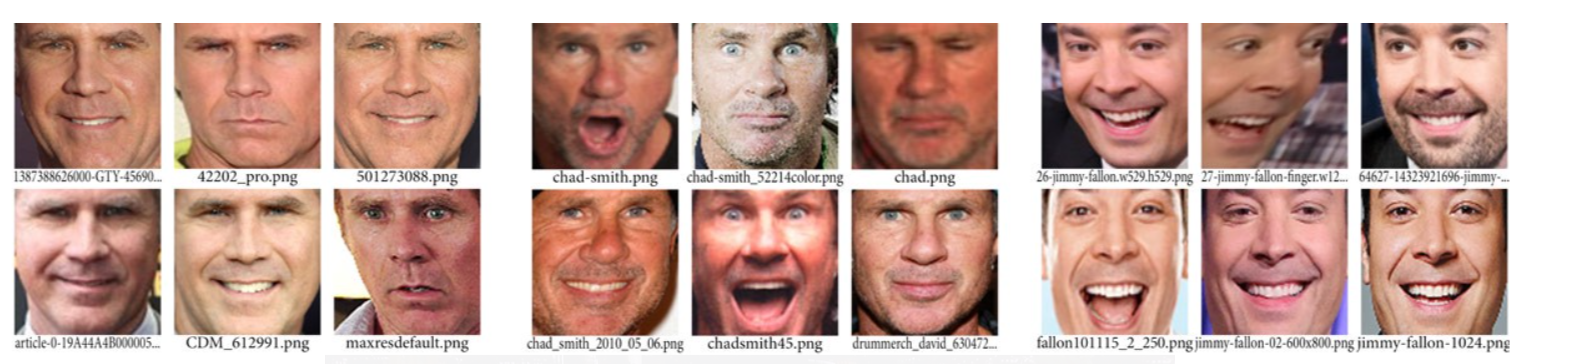 1387388626000-GTY-45690...
42202_pro.png
501273088.png
chad-smith.png
chad-smith_52214color.png
chad.png
26-jimmy-fallon.w529.h529.png
27-jimmy-fallon-finger.w12...
64627-14323921696-jimmy-...
article-0-19A44A4B000005...
CDM_612991.png
maxresdefault.png
chad_smith_2010_05_06.png
chadsmith45.png
drummerch_david_630472...
fallon101115_2_250.png
jimmy-fallon-02-600x800.png
jimmy-fallon-1024.png